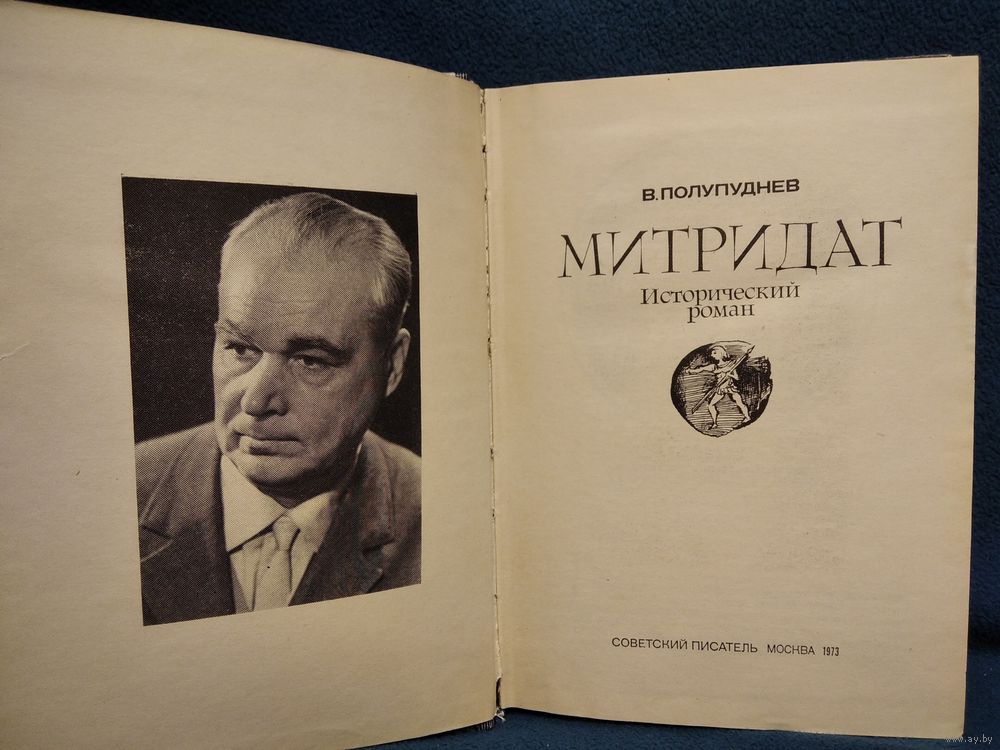 В. ПОЛУПУДНЕВ
МИТРИДАТ
Исторический
роман
СОВЕТСКИЙ ПИСАТЕЛЬ МОСКВА 1973
www.ay.by